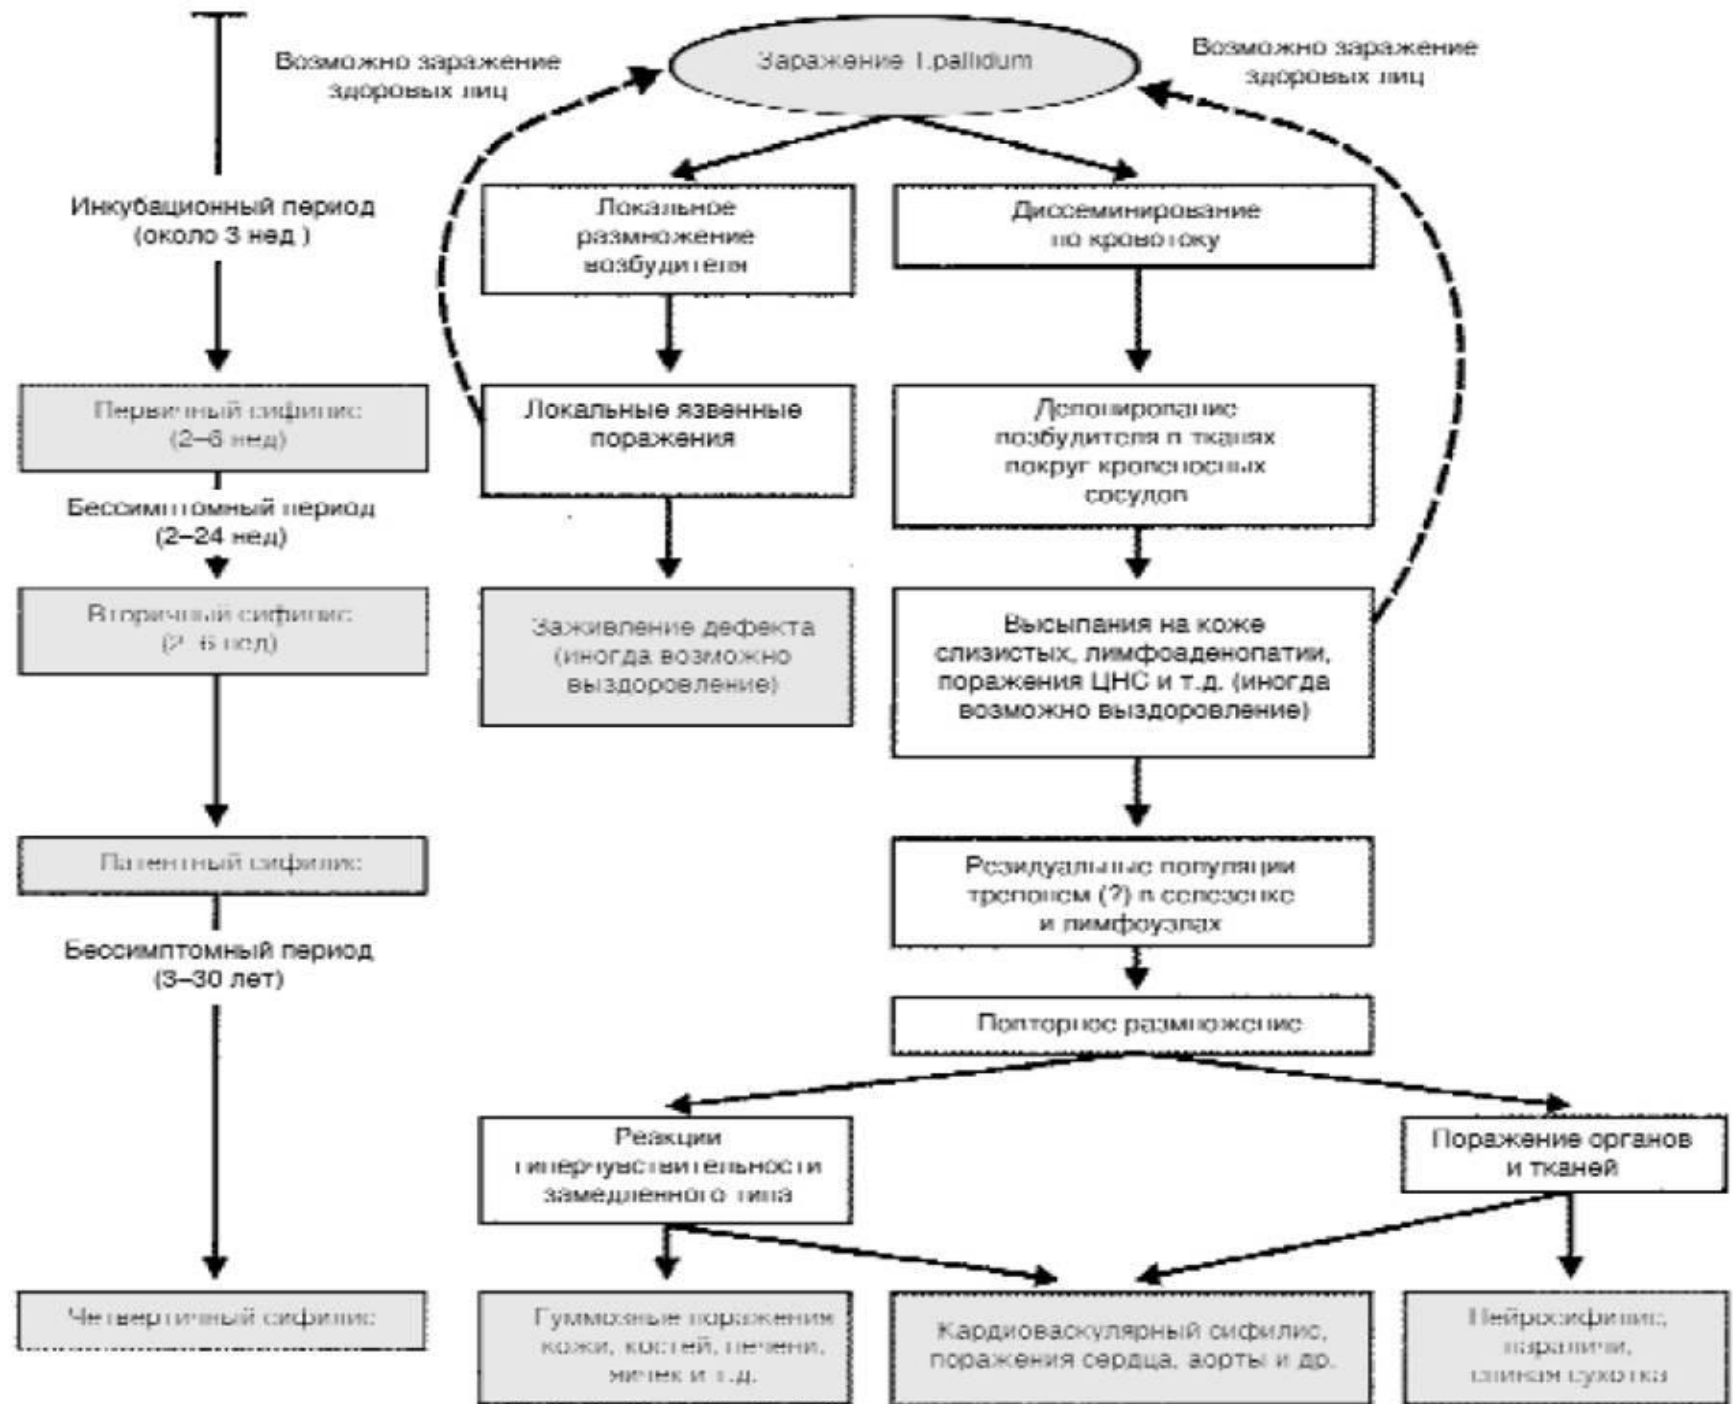 Возможно заражение
здоровых лиц
Заражение T.pallidum
Возможно заражение
здоровых лиц
Инкубационный период
(около 3 нед )
Локальное
размножение
возбудителя
Диссеминирование
по кровотоку
Первичный сифилис
(2–6 нед)
Локальные язвенные
поражения
Депонирование
возбудителя в тканях
вокруг кровеносных
сосудов
Бессимптомный период
(2–24 нед)
Вторичный сифилис
(2–6 нед)
Заживление дефекта
(иногда возможно
выздоровление)
Высыпания на коже
слизистых, лимфоаденопатии,
поражения ЦНС и т.д. (иногда
возможно выздоровление)
Латентный сифилис
Резидуальные популяции
трепонем (?) в селезенке
и лимфоузлах
Бессимптомный период
(3–30 лет)
Повторное размножение
Реакции
гиперчувствительности
замедленного типа
Поражение органов
и тканей
Четвертичный сифилис
Гуммозные поражения
кожи, костей, печени,
яичек и т.д.
Кардиоваскулярный сифилис,
поражения сердца, аорты и др.
Нейросифилис,
параличи,
спиная сухотка